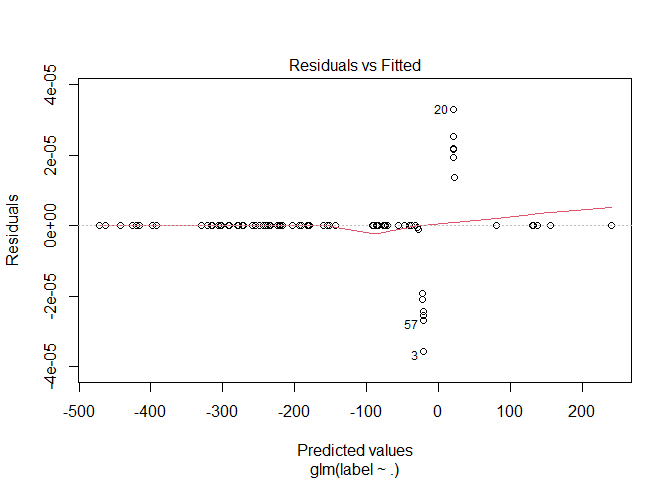 Residuals vs Fitted
Residuals
4e-05
2e-05
0e+00
-2e-05
-4e-05
20
57
3
-500 -400 -300 -200 -100 0 100 200
Predicted values
glm(label ~ .)